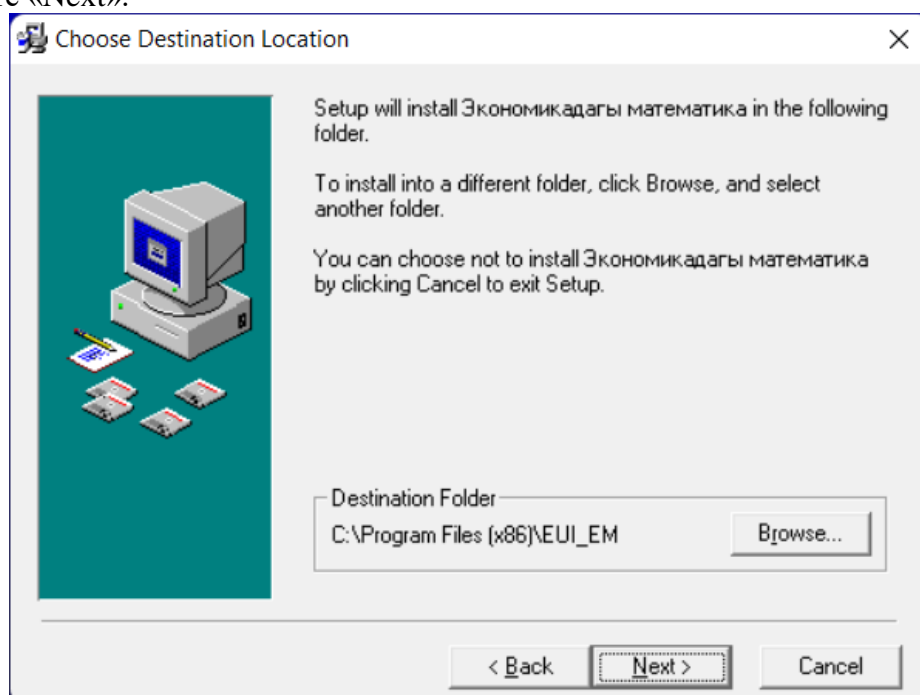 «Next».
Choose Destination Location
Setup will install Экономикадагы математика in the following
folder.
To install into a different folder, click Browse, and select
another folder.
You can choose not to install Экономикадагы математика
by clicking Cancel to exit Setup.
Destination Folder
C:\Program Files (x86)\EUI_EM
Browse...
< Back
Next >
Cancel